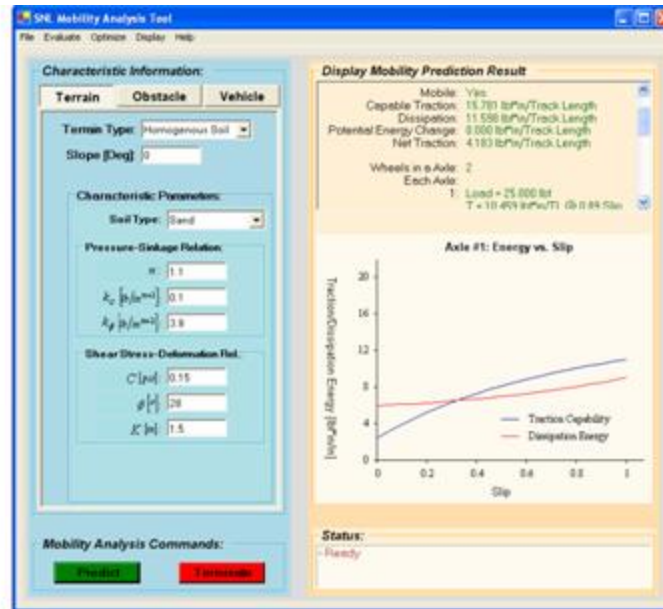 SNL Mobility Analysis Tool
File Evaluate Optimize Display Help
Characteristic Information:
Terrain Obstacle Vehicle
Terrain Type: Homogenous Soil
Slope [Deg]: 0
Characteristic Parameters:
Soil Type: Sand
Pressure-Sinkage Relation:
n: 1.1
0.1
3.9
Shear Stress-Deformation Rel.:
C [psi]: 0.15
ϕ [°]: 28
K [in]: 1.5
Mobility Analysis Commands:
Predict Terminate
Display Mobility Prediction Result
Mobile: Yes
Capable Traction: 15.781 lbf*in/Track Length
Dissipation: 11.598 lbf*in/Track Length
Potential Energy Change: 0.000 lbf*in/Track Length
Net Traction: 4.183 lbf*in/Track Length
Wheels in a Axle: 2
Each Axle:
1: Load = 25.000 lbf
Axle #1: Energy vs. Slip
Traction/Dissipation Energy [lbf*in/in]
20
16
12
8
4
0
Traction Capability
Dissipation Energy
0 0.2 0.4 0.6 0.8 1
Slip
Status:
Ready